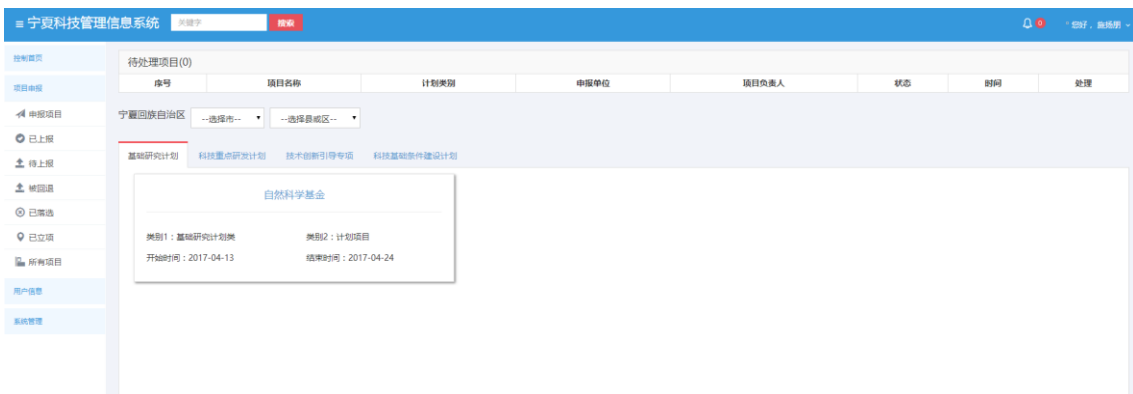 宁夏科技管理信息系统 关键字 搜索 0 您好，
控制首页
项目申报
申报项目
已上报
待上报
被回退
已落选
已立项
所有项目
用户信息
系统管理
待处理项目(0)
序号 项目名称 计划类别 申报单位 项目负责人 状态 时间 处理
宁夏回族自治区 --选择市-- --选择县或区--
基础研究计划 科技重点研发计划 技术创新引导专项 科技基础条件建设计划
自然科学基金
类别1：基础研究计划类 类别2：计划项目
开始时间：2017-04-13 结束时间：2017-04-24